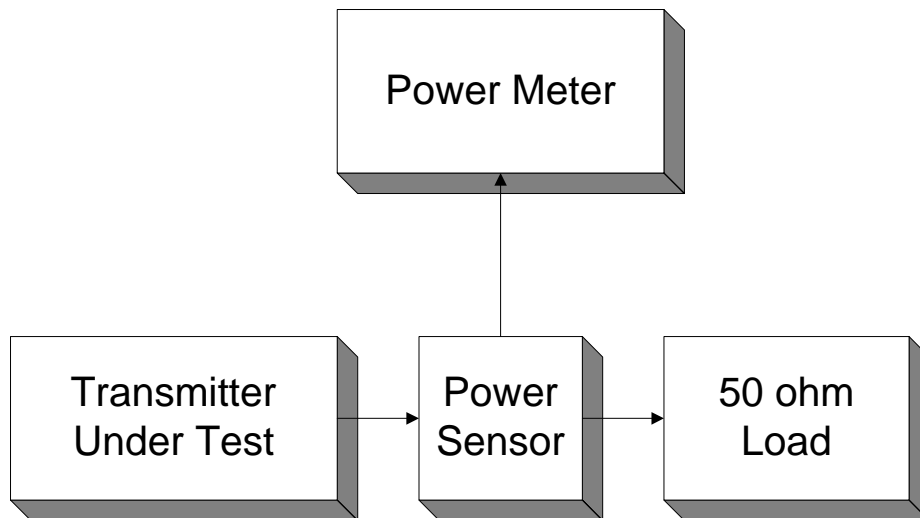 Power Meter
Transmitter
Under Test
Power
Sensor
50 ohm
Load